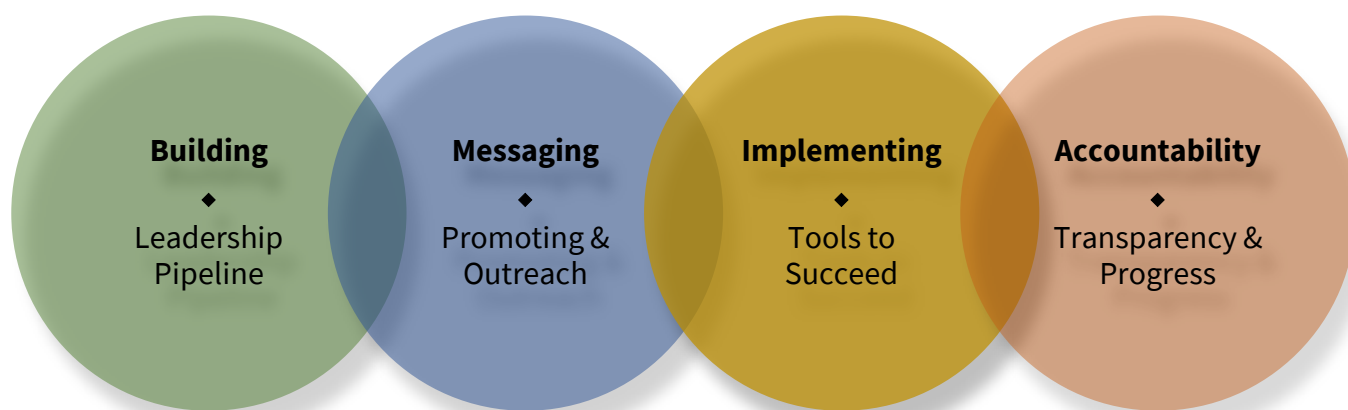 Building
◆
Leadership
Pipeline
Messaging
◆
Promoting &
Outreach
Implementing
◆
Tools to
Succeed
Accountability
◆
Transparency &
Progress